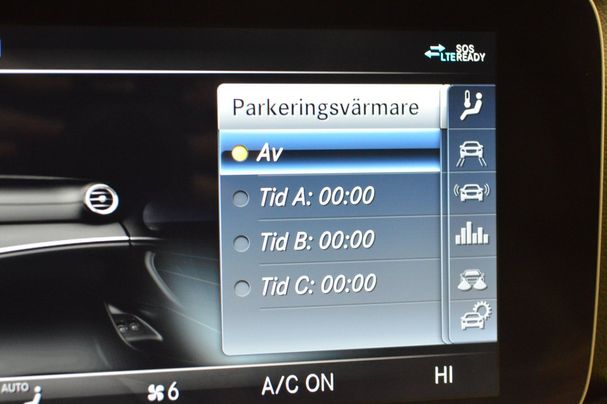 SOS
LTE READY
Parkeringsvärmare
Av
Tid A: 00:00
Tid B: 00:00
Tid C: 00:00
AUTO 6 A/C ON HI